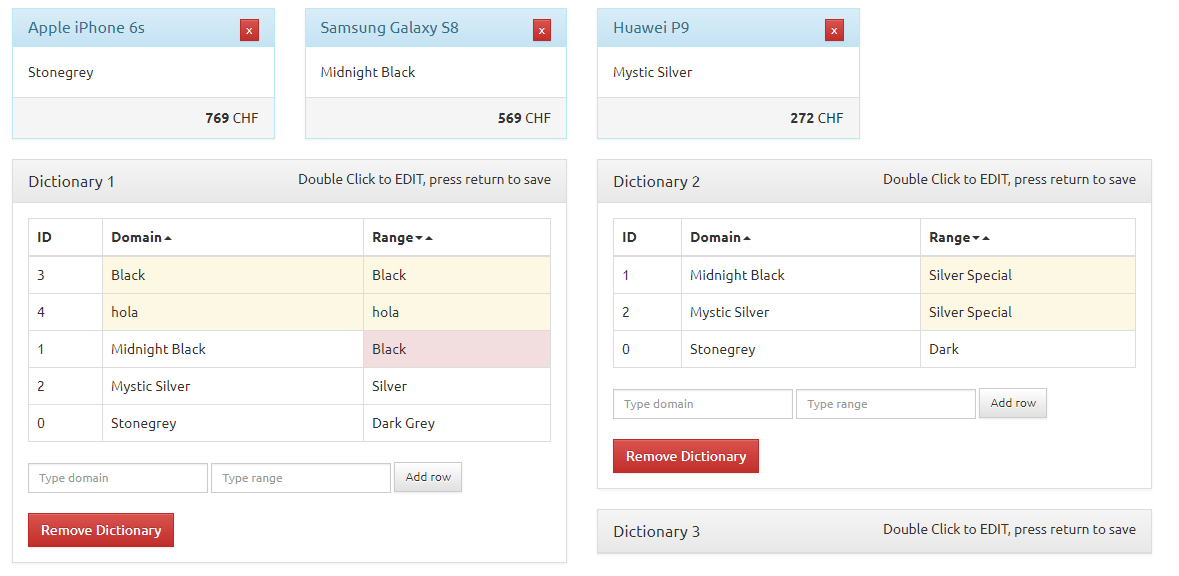 Apple iPhone 6s x
Stonegrey
769 CHF
Samsung Galaxy S8 x
Midnight Black
569 CHF
Huawei P9 x
Mystic Silver
272 CHF
Dictionary 1 Double Click to EDIT, press return to save
ID Domain Range
3 Black Black
4 hola hola
1 Midnight Black Black
2 Mystic Silver Silver
0 Stonegrey Dark Grey
Type domain Type range Add row
Remove Dictionary
Dictionary 2 Double Click to EDIT, press return to save
ID Domain Range
1 Midnight Black Silver Special
2 Mystic Silver Silver Special
0 Stonegrey Dark
Type domain Type range Add row
Remove Dictionary
Dictionary 3 Double Click to EDIT, press return to save